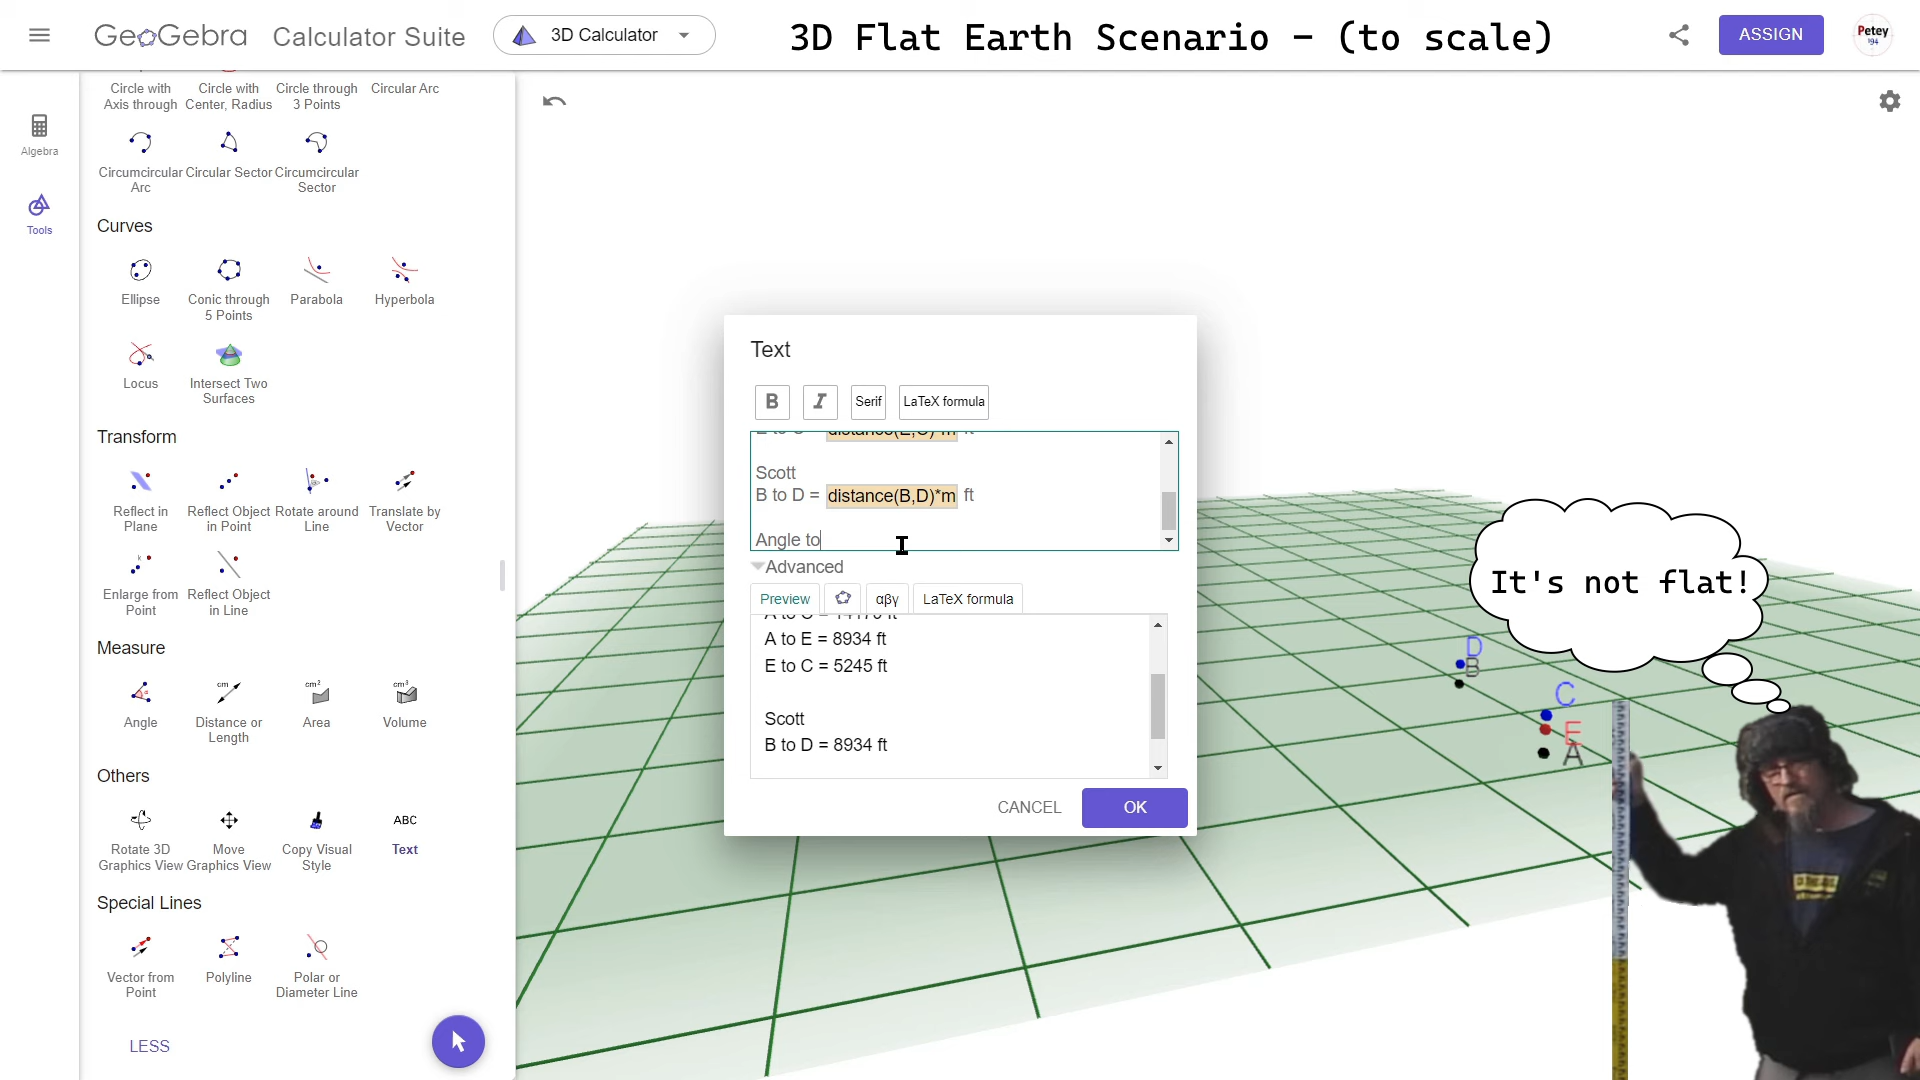 GeoGebra Calculator Suite
3D Calculator
3D Flat Earth Scenario - (to scale)
ASSIGN
Petey
194
Algebra
Tools
Circle with Axis through
Circle with Center, Radius
Circle through 3 Points
Circular Arc
Circumcircular Arc
Circular Sector
Circumcircular Sector
Curves
Ellipse
Conic through 5 Points
Parabola
Hyperbola
Locus
Intersect Two Surfaces
Transform
Reflect in Plane
Reflect Object in Point
Rotate around Line
Translate by Vector
Enlarge from Point
Reflect Object in Line
Measure
cm
cm²
cm³
Angle
Distance or Length
Area
Volume
Others
ABC
Rotate 3D Graphics View
Move Graphics View
Copy Visual Style
Text
Special Lines
Vector from Point
Polyline
Polar or Diameter Line
LESS
Text
B
I
Serif
LaTeX formula
Scott
B to D = distance(B,D)*m ft
Angle to
Advanced
Preview
αβγ
LaTeX formula
A to E = 8934 ft
E to C = 5245 ft
Scott
B to D = 8934 ft
CANCEL
OK
It's not flat!
D
B
C
E
A